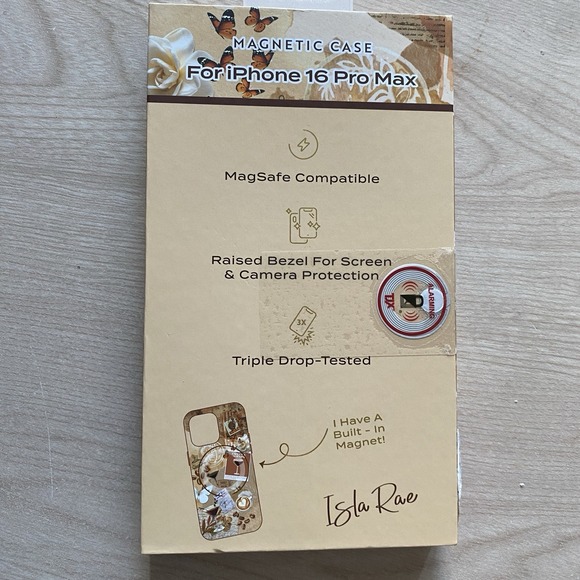 MAGNETIC CASE
For iPhone 16 Pro Max
MagSafe Compatible
Raised Bezel For Screen
& Camera Protection
ALARMING
3X
Triple Drop-Tested
I Have A
Built - In
Magnet!
Isla Rae